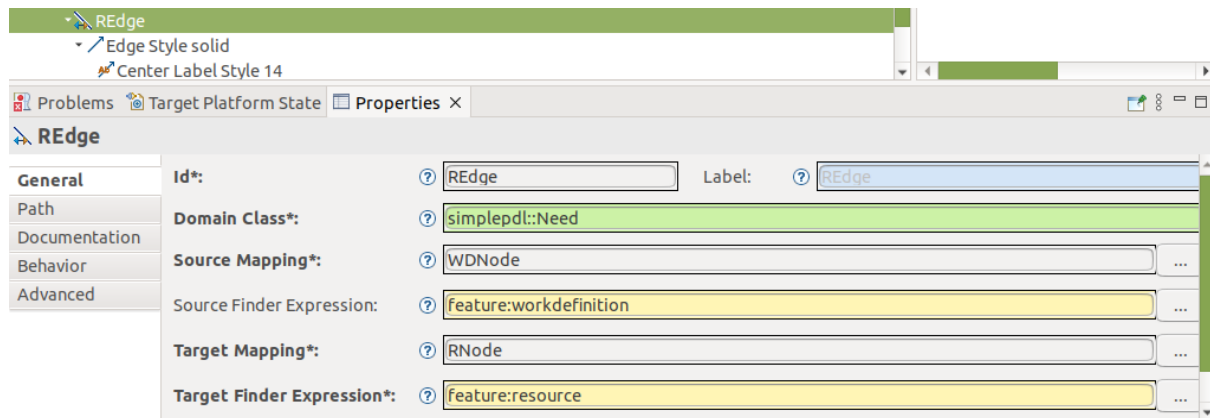 REdge
Edge Style solid
Center Label Style 14
Problems Target Platform State Properties
REdge
General Id*: REdge Label: REdge
Path
Documentation Domain Class*: simplepdl::Need
Behavior Source Mapping*: WDNode ...
Advanced Source Finder Expression: feature:workdefinition ...
Target Mapping*: RNode ...
Target Finder Expression*: feature:resource ...